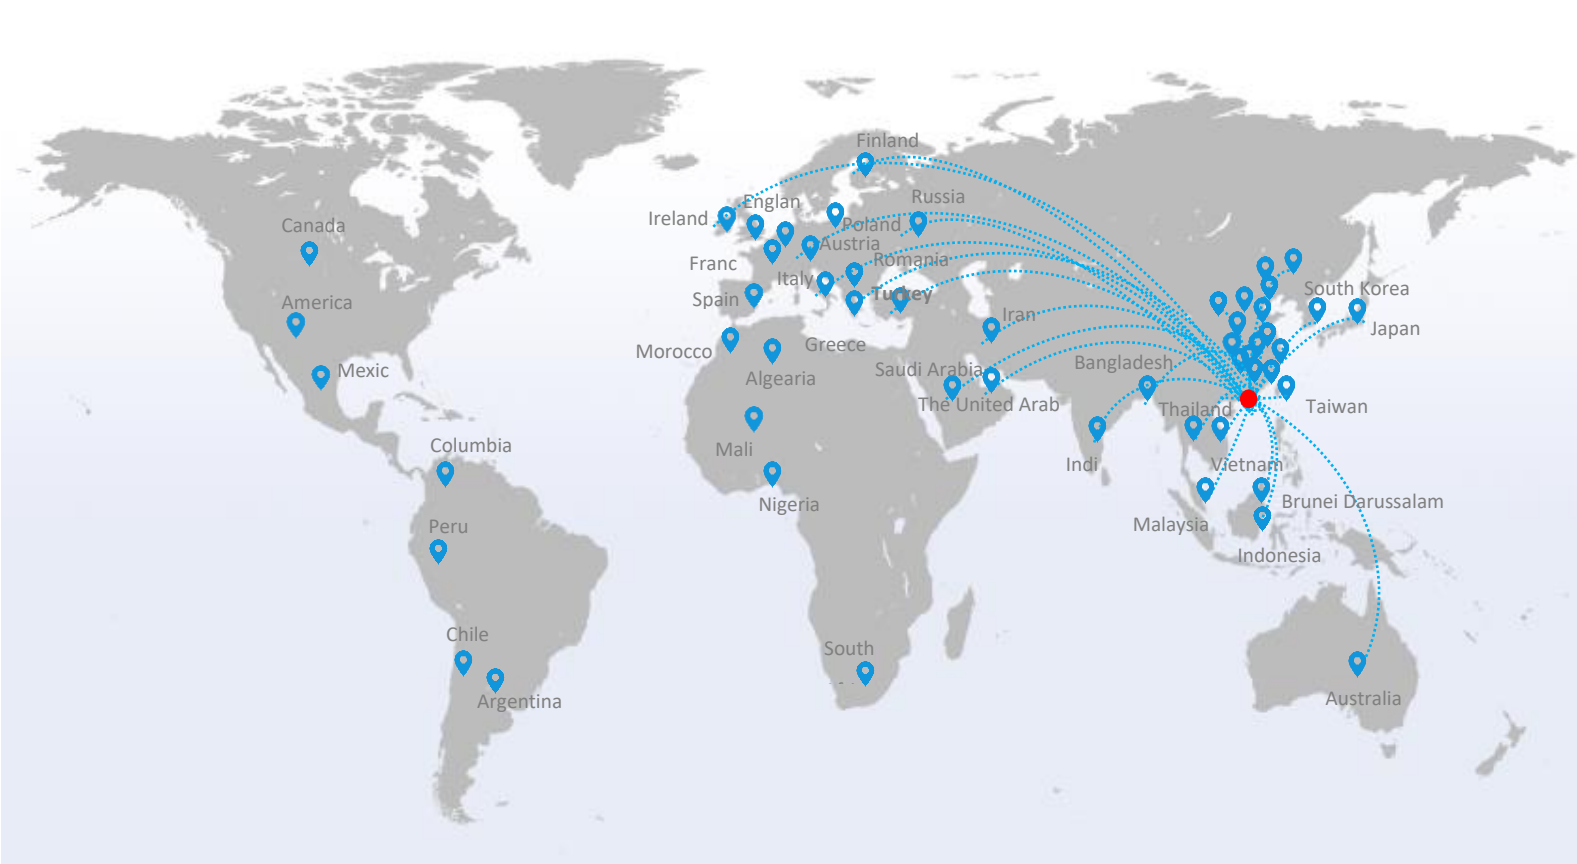 Finland
Russia
Englan
Ireland
Poland
Canada
Austria
Franc
Romania
Italy
South Korea
Turkey
Spain
America
Iran
Japan
Greece
Morocco
Bangladesh
Mexic
Saudi Arabia
Algearia
The United Arab
Taiwan
Thailand
Columbia
Mali
Indi
Vietnam
Brunei Darussalam
Nigeria
Malaysia
Peru
Indonesia
Chile
South
Australia
Argentina